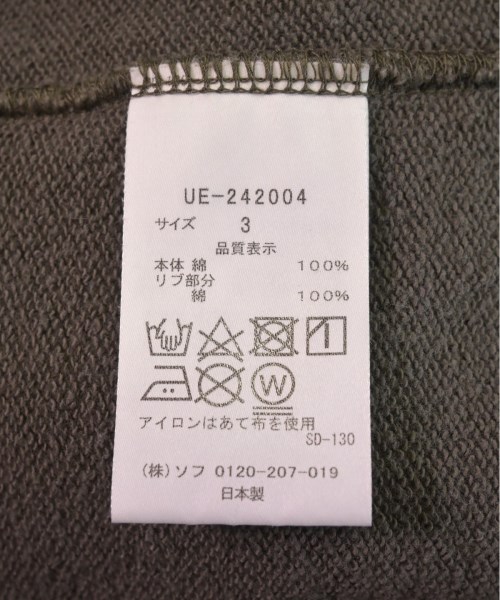 UE-242004
サイズ 3
品質表示
本体 綿 100%
リブ部分
綿 100%
W
アイロンはあて布を使用
SD-130
(株)ソフ 0120-207-019
日本製